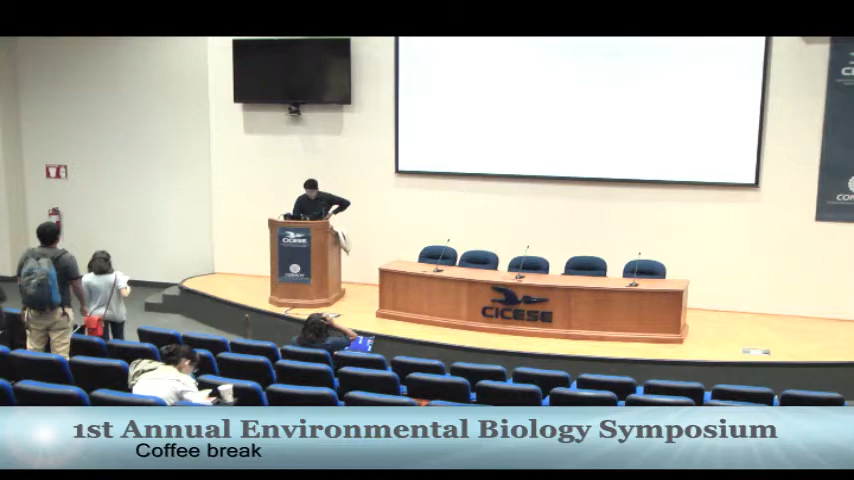 CICESE
CICESE
1st Annual Environmental Biology Symposium
Coffee break